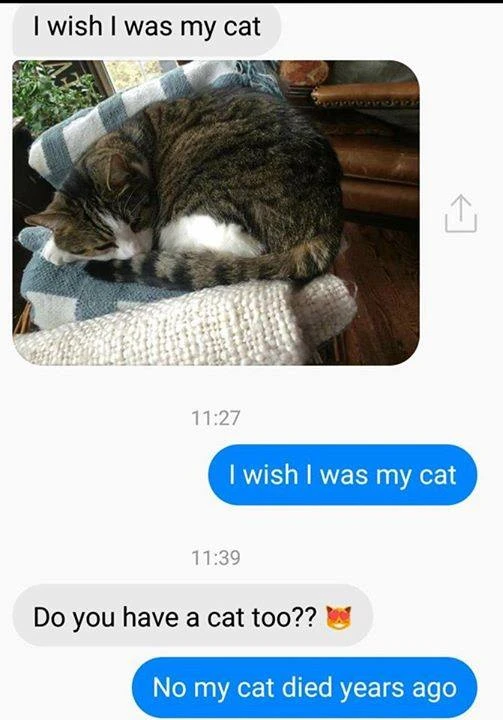 I wish I was my cat
11:27
I wish I was my cat
11:39
Do you have a cat too?? 😻
No my cat died years ago